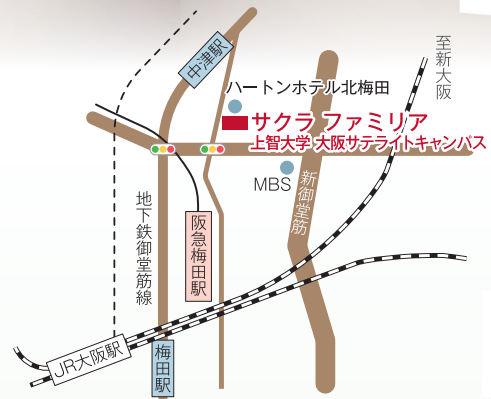 中津駅
至新大阪
ハートンホテル北梅田
サクラ ファミリア
上智大学 大阪サテライトキャンパス
MBS
新御堂筋
地下鉄御堂筋線
阪急梅田駅
JR大阪駅
梅田駅